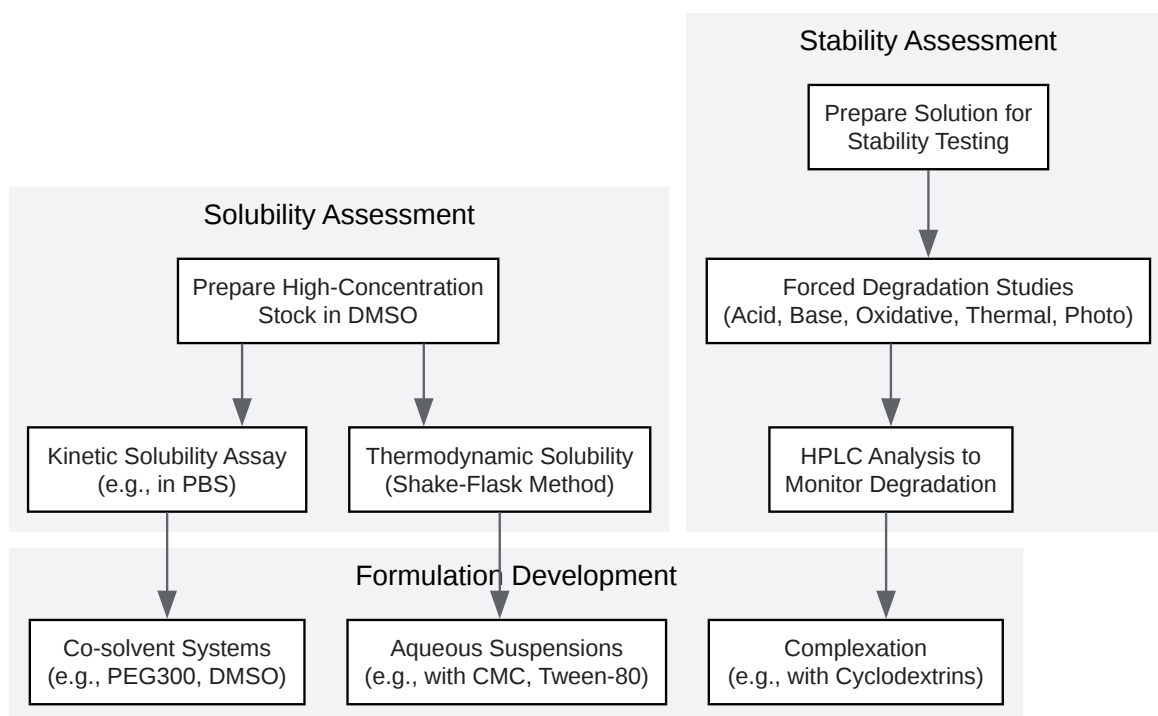 Solubility Assessment
Prepare High-Concentration
Stock in DMSO
Kinetic Solubility Assay
(e.g., in PBS)
Thermodynamic Solubility
(Shake-Flask Method)
Stability Assessment
Prepare Solution for
Stability Testing
Forced Degradation Studies
(Acid, Base, Oxidative, Thermal, Photo)
HPLC Analysis to
Monitor Degradation
Formulation Development
Co-solvent Systems
(e.g., PEG300, DMSO)
Aqueous Suspensions
(e.g., with CMC, Tween-80)
Complexation
(e.g., with Cyclodextrins)